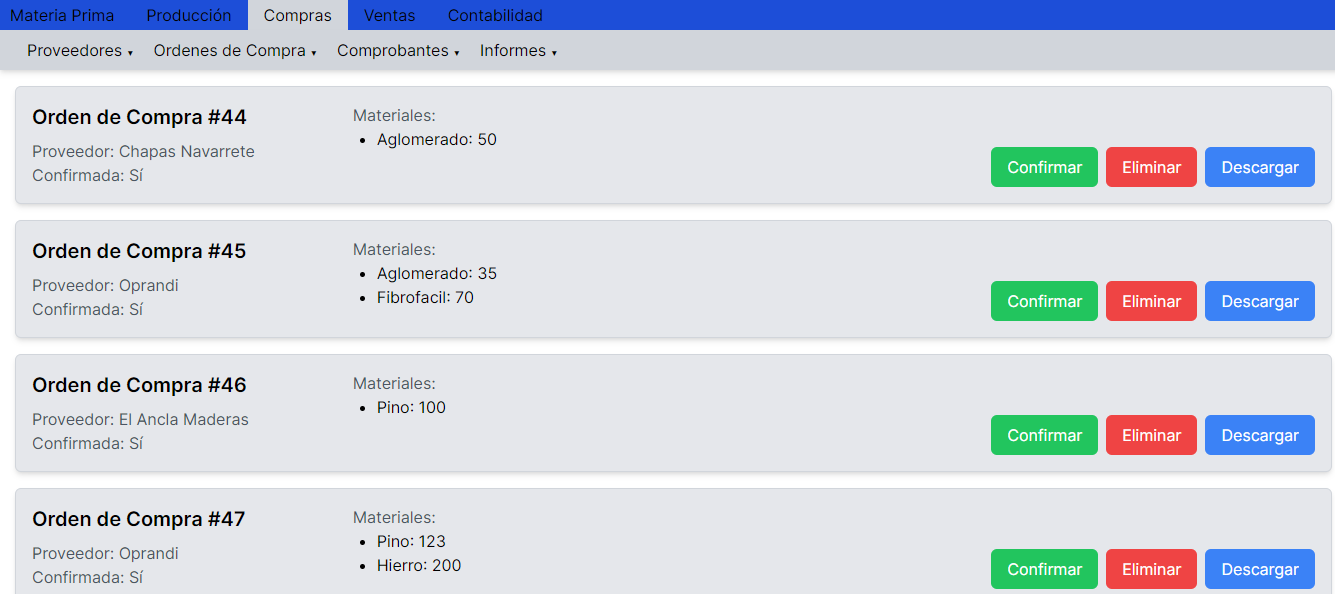 Materia Prima Producción Compras Ventas Contabilidad
Proveedores ▾ Ordenes de Compra ▾ Comprobantes ▾ Informes ▾
Orden de Compra #44
Proveedor: Chapas Navarrete
Confirmada: Sí
Materiales:
• Aglomerado: 50
Confirmar Eliminar Descargar
Orden de Compra #45
Proveedor: Oprandi
Confirmada: Sí
Materiales:
• Aglomerado: 35
• Fibrofacil: 70
Confirmar Eliminar Descargar
Orden de Compra #46
Proveedor: El Ancla Maderas
Confirmada: Sí
Materiales:
• Pino: 100
Confirmar Eliminar Descargar
Orden de Compra #47
Proveedor: Oprandi
Confirmada: Sí
Materiales:
• Pino: 123
• Hierro: 200
Confirmar Eliminar Descargar